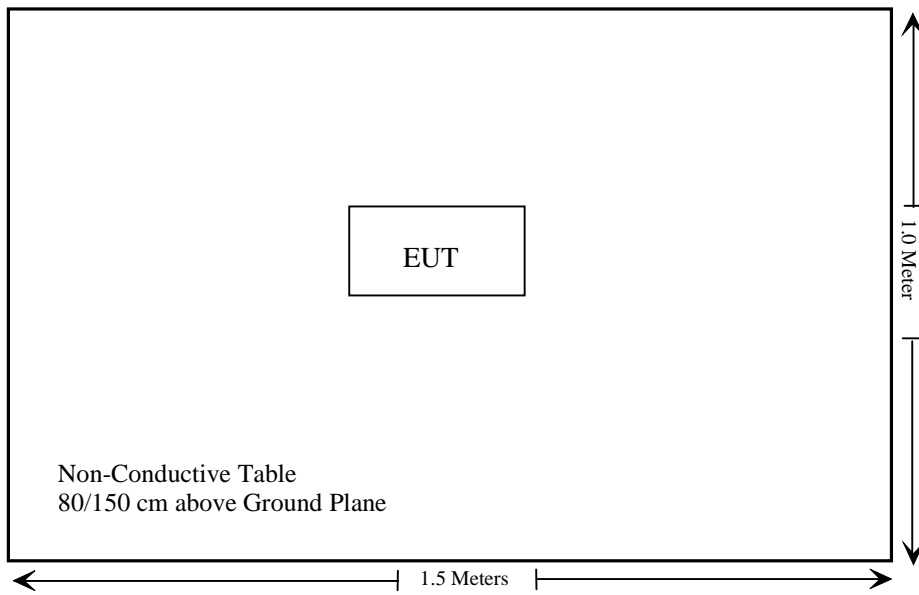 EUT
1.0 Meter
Non-Conductive Table
80/150 cm above Ground Plane
1.5 Meters